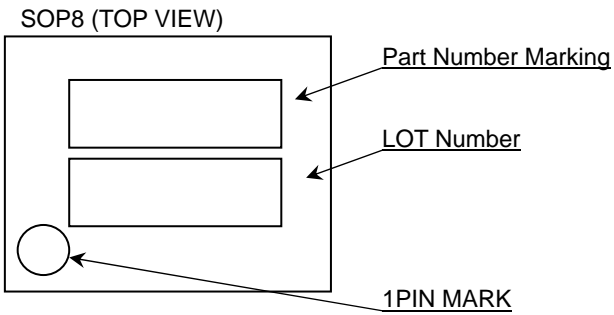 SOP8 (TOP VIEW)
Part Number Marking
LOT Number
1PIN MARK